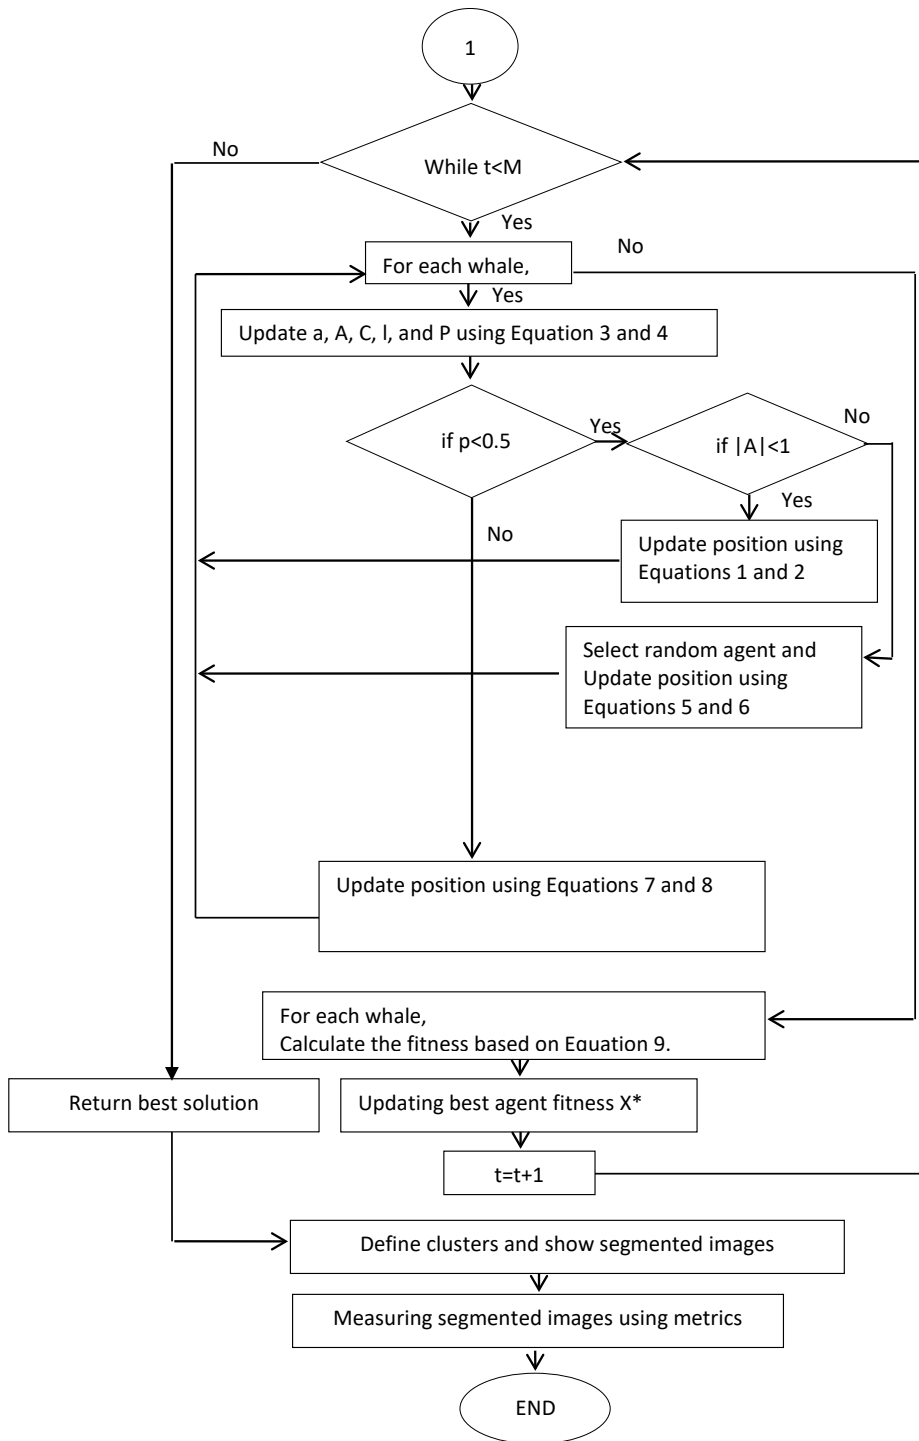 1
No
While t<M
Yes
No
For each whale,
Yes
Update a, A, C, l, and P using Equation 3 and 4
if p<0.5
Yes
if |A|<1
No
Yes
No
Update position using
Equations 1 and 2
Select random agent and
Update position using
Equations 5 and 6
Update position using Equations 7 and 8
For each whale,
Calculate the fitness based on Equation 9.
Return best solution
Updating best agent fitness X*
t=t+1
Define clusters and show segmented images
Measuring segmented images using metrics
END